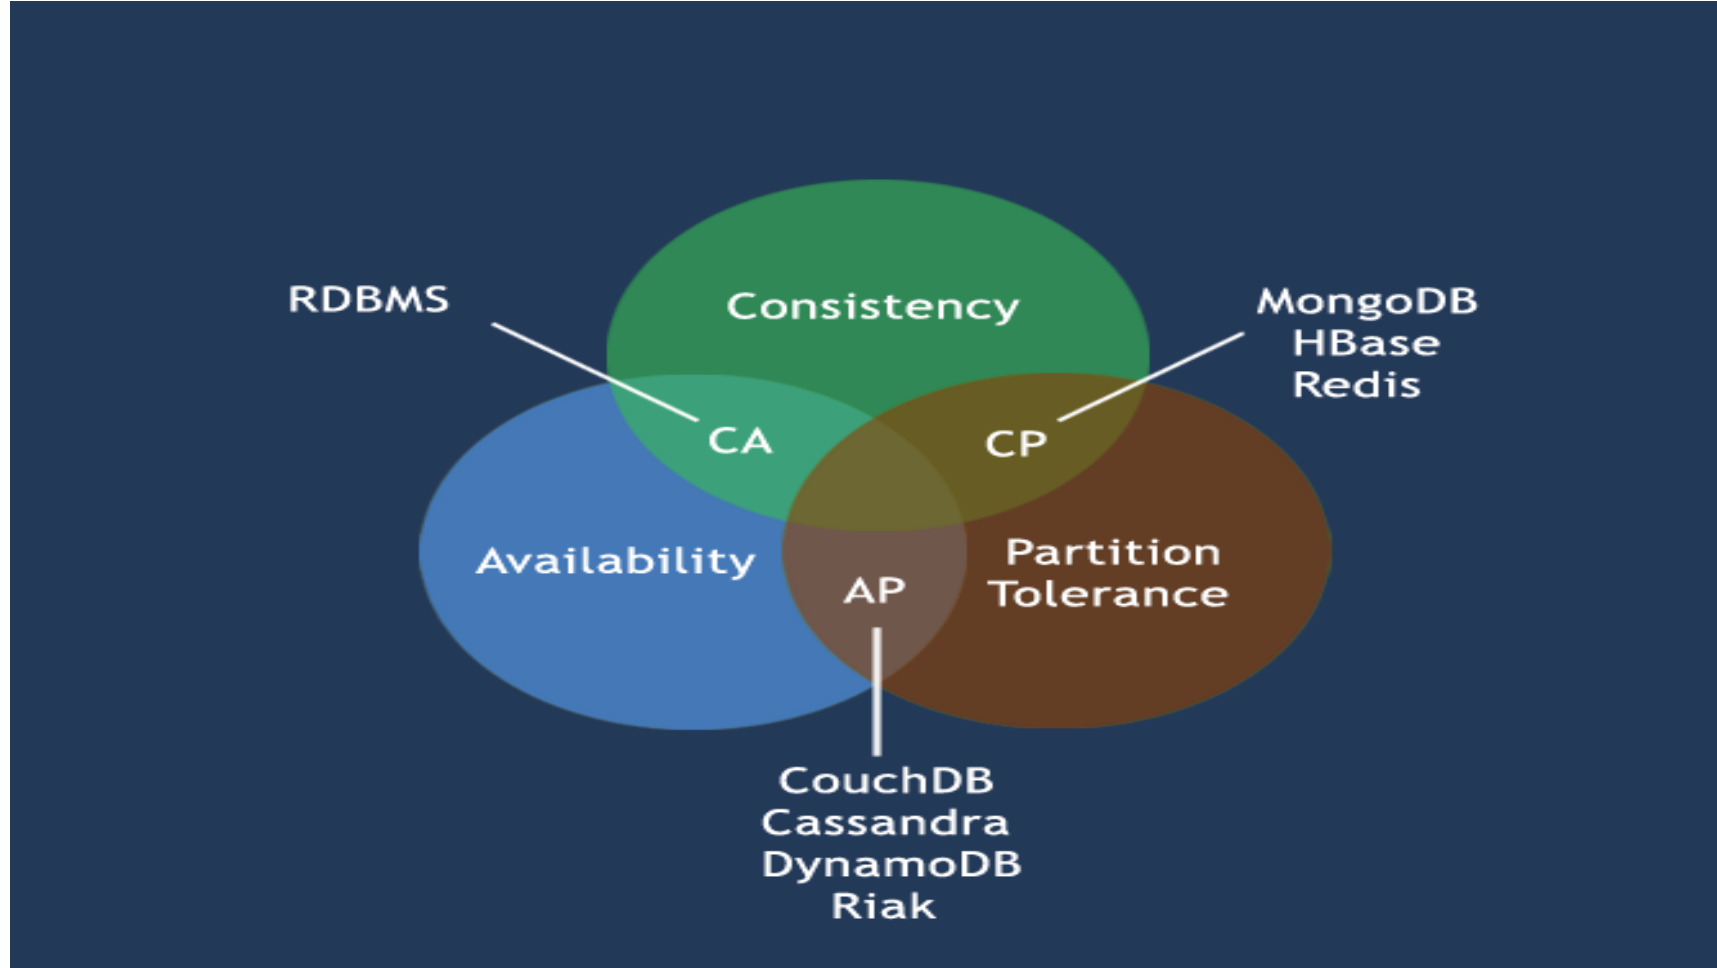 RDBMS
Consistency
MongoDB
HBase
Redis
CA
CP
Availability
Partition
Tolerance
AP
CouchDB
Cassandra
DynamoDB
Riak